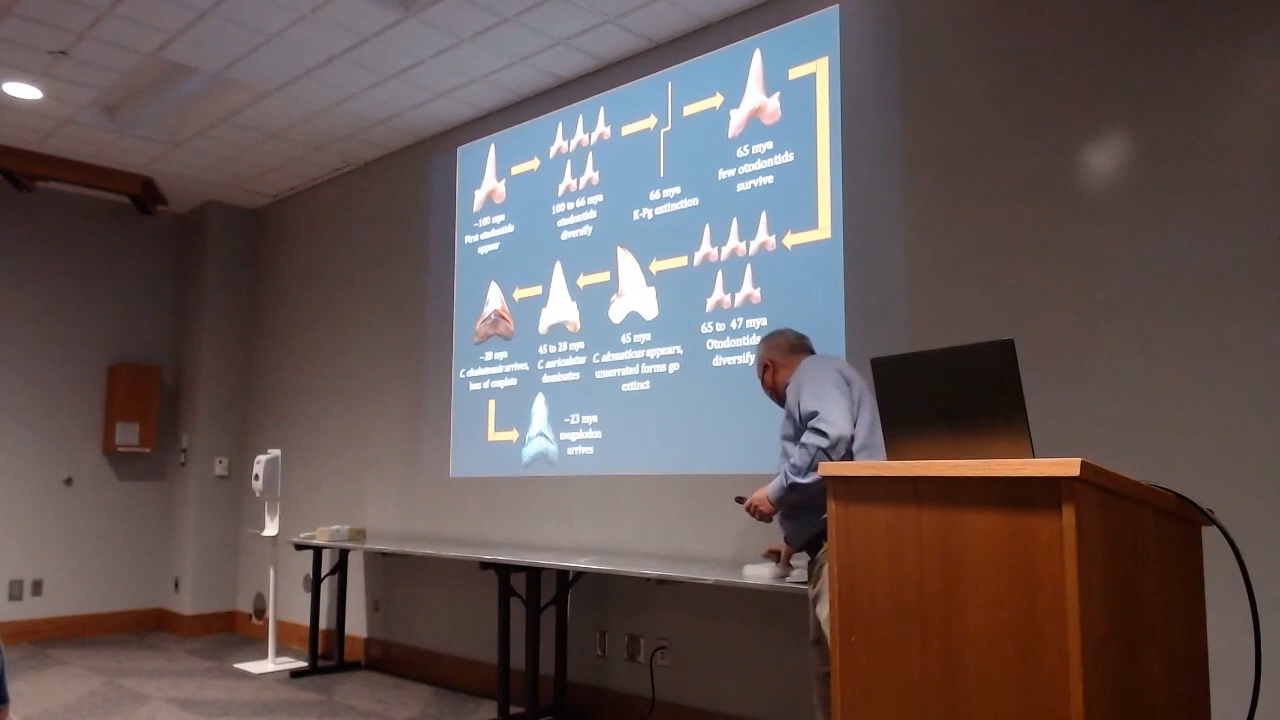 ~100 mya
First otodontids
appear
100 to 66 mya
otodontids
diversify
66 mya
K-Pg extinction
65 mya
few otodontids
survive
65 to 47 mya
Otodontids
diversify
45 mya
C. aksuaticus appears,
unserrated forms go
extinct
45 to 28 mya
C. auriculatus
dominates
~28 mya
C. chubutensis arrives,
loss of cusplets
~23 mya
megalodon
arrives